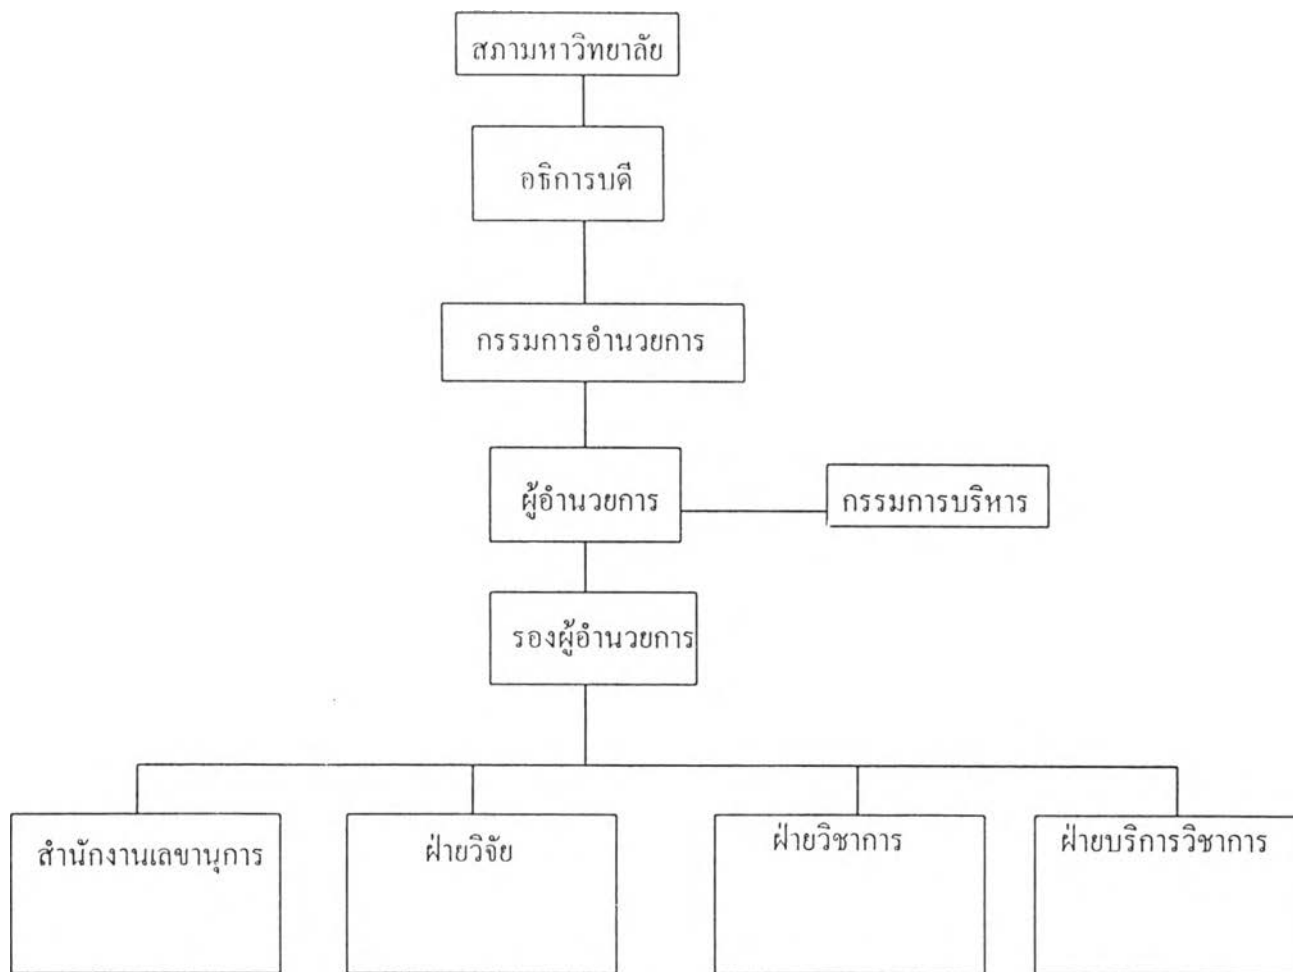 สภามหาวิทยาลัย
อธิการบดี
กรรมการอำนวยการ
ผู้อำนวยการ
กรรมการบริหาร
รองผู้อำนวยการ
สำนักงานเลขานุการ
ฝ่ายวิจัย
ฝ่ายวิชาการ
ฝ่ายบริการวิชาการ